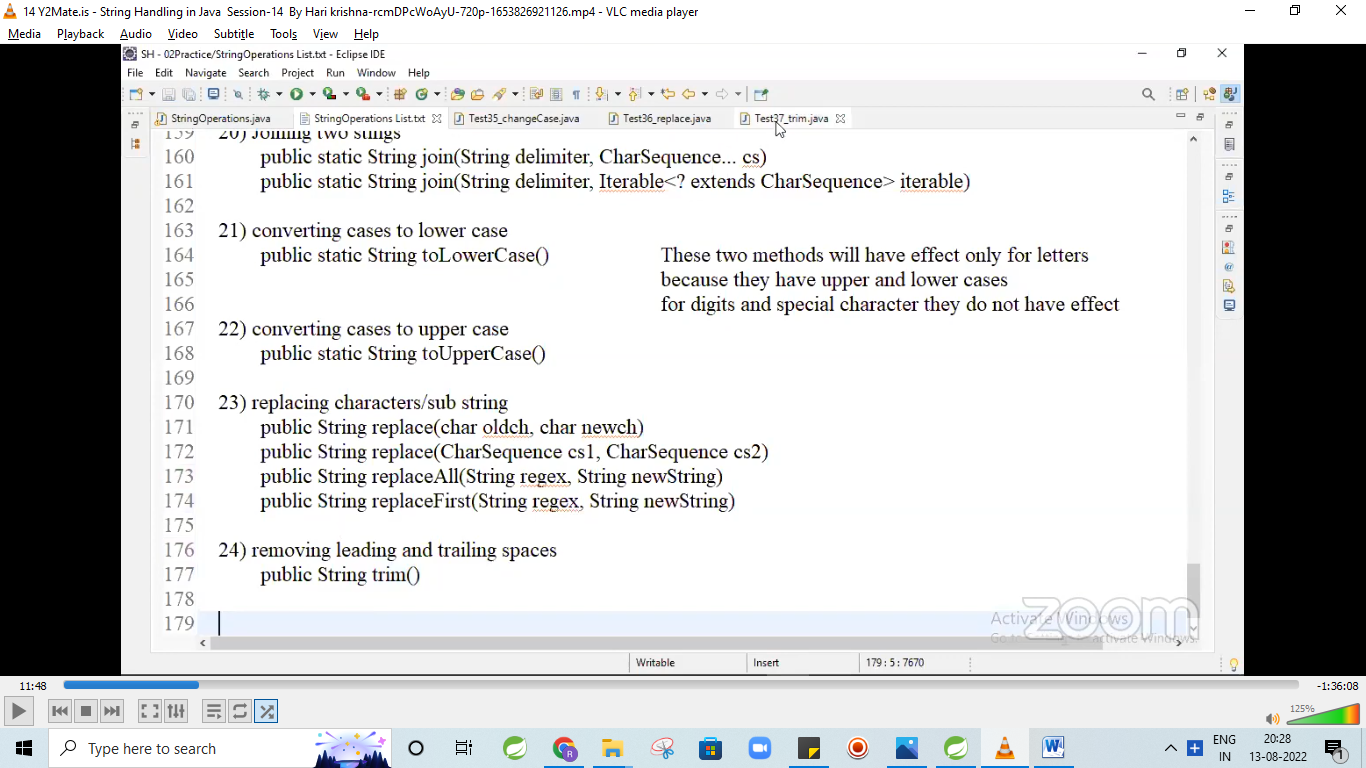 14 Y2Mate.is - String Handling in Java Session-14 By Hari krishna-rcmDPcWoAyU-720p-1653826921126.mp4 - VLC media player
Media Playback Audio Video Subtitle Tools View Help
SH - 02Practice/StringOperations List.txt - Eclipse IDE
File Edit Navigate Search Project Run Window Help
StringOperations.java StringOperations List.txt Test35_changeCase.java Test36_replace.java Test37_trim.java
159 20) Joining two stings
160 public static String join(String delimiter, CharSequence... cs)
161 public static String join(String delimiter, Iterable<? extends CharSequence> iterable)
162
163 21) converting cases to lower case
164 public static String toLowerCase() These two methods will have effect only for letters
165 because they have upper and lower cases
166 for digits and special character they do not have effect
167 22) converting cases to upper case
168 public static String toUpperCase()
169
170 23) replacing characters/sub string
171 public String replace(char oldch, char newch)
172 public String replace(CharSequence cs1, CharSequence cs2)
173 public String replaceAll(String regex, String newString)
174 public String replaceFirst(String regex, String newString)
175
176 24) removing leading and trailing spaces
177 public String trim()
178
179
Activate Windows
zoom
Go to Settings to activate Windows.
Writable Insert 179 : 5 : 7670
11:48 -1:36:08
125%
Type here to search
ENG
IN
20:28
13-08-2022
1